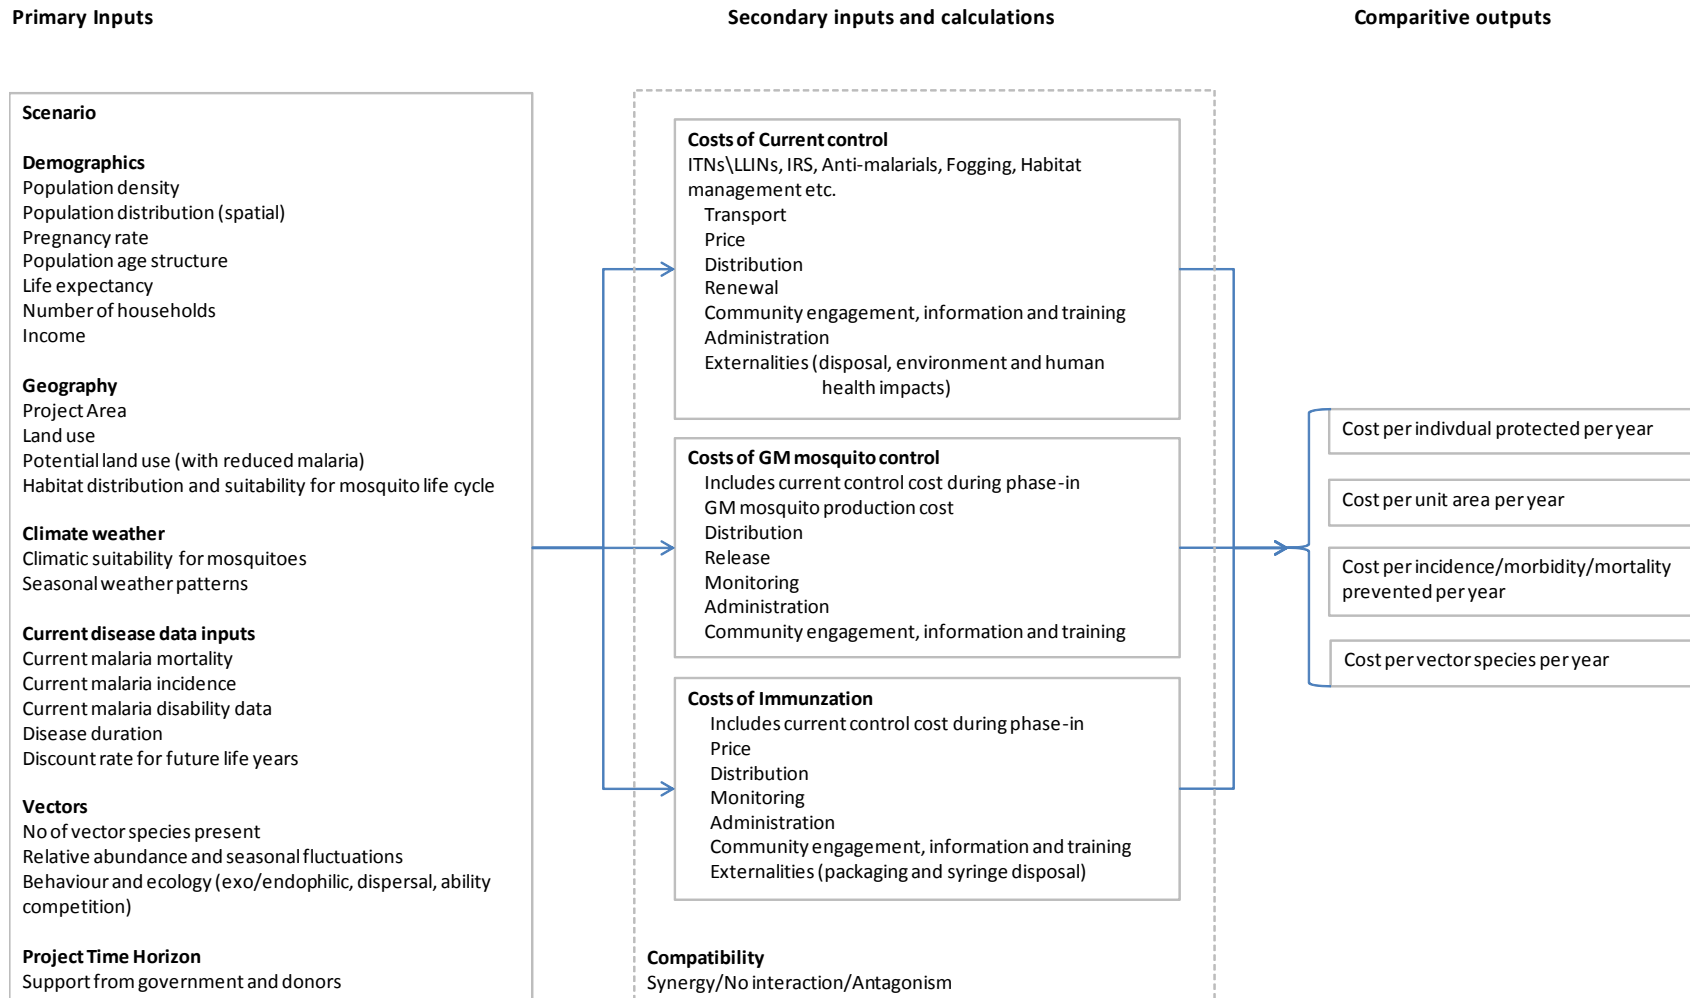 Primary Inputs
Secondary inputs and calculations
Comparitive outputs
Scenario
Demographics
Population density
Population distribution (spatial)
Pregnancy rate
Population age structure
Life expectancy
Number of households
Income
Geography
Project Area
Land use
Potential land use (with reduced malaria)
Habitat distribution and suitability for mosquito life cycle
Climate weather
Climatic suitability for mosquitoes
Seasonal weather patterns
Current disease data inputs
Current malaria mortality
Current malaria incidence
Current malaria disability data
Disease duration
Discount rate for future life years
Vectors
No of vector species present
Relative abundance and seasonal fluctuations
Behaviour and ecology (exo/endophilic, dispersal, ability
competition)
Project Time Horizon
Support from government and donors
Costs of Current control
ITNs\LLINs, IRS, Anti-malarials, Fogging, Habitat
management etc.
Transport
Price
Distribution
Renewal
Community engagement, information and training
Administration
Externalities (disposal, environment and human
health impacts)
Costs of GM mosquito control
Includes current control cost during phase-in
GM mosquito production cost
Distribution
Release
Monitoring
Administration
Community engagement, information and training
Costs of Immunzation
Includes current control cost during phase-in
Price
Distribution
Monitoring
Administration
Community engagement, information and training
Externalities (packaging and syringe disposal)
Compatibility
Synergy/No interaction/Antagonism
Cost per indivdual protected per year
Cost per unit area per year
Cost per incidence/morbidity/mortality
prevented per year
Cost per vector species per year